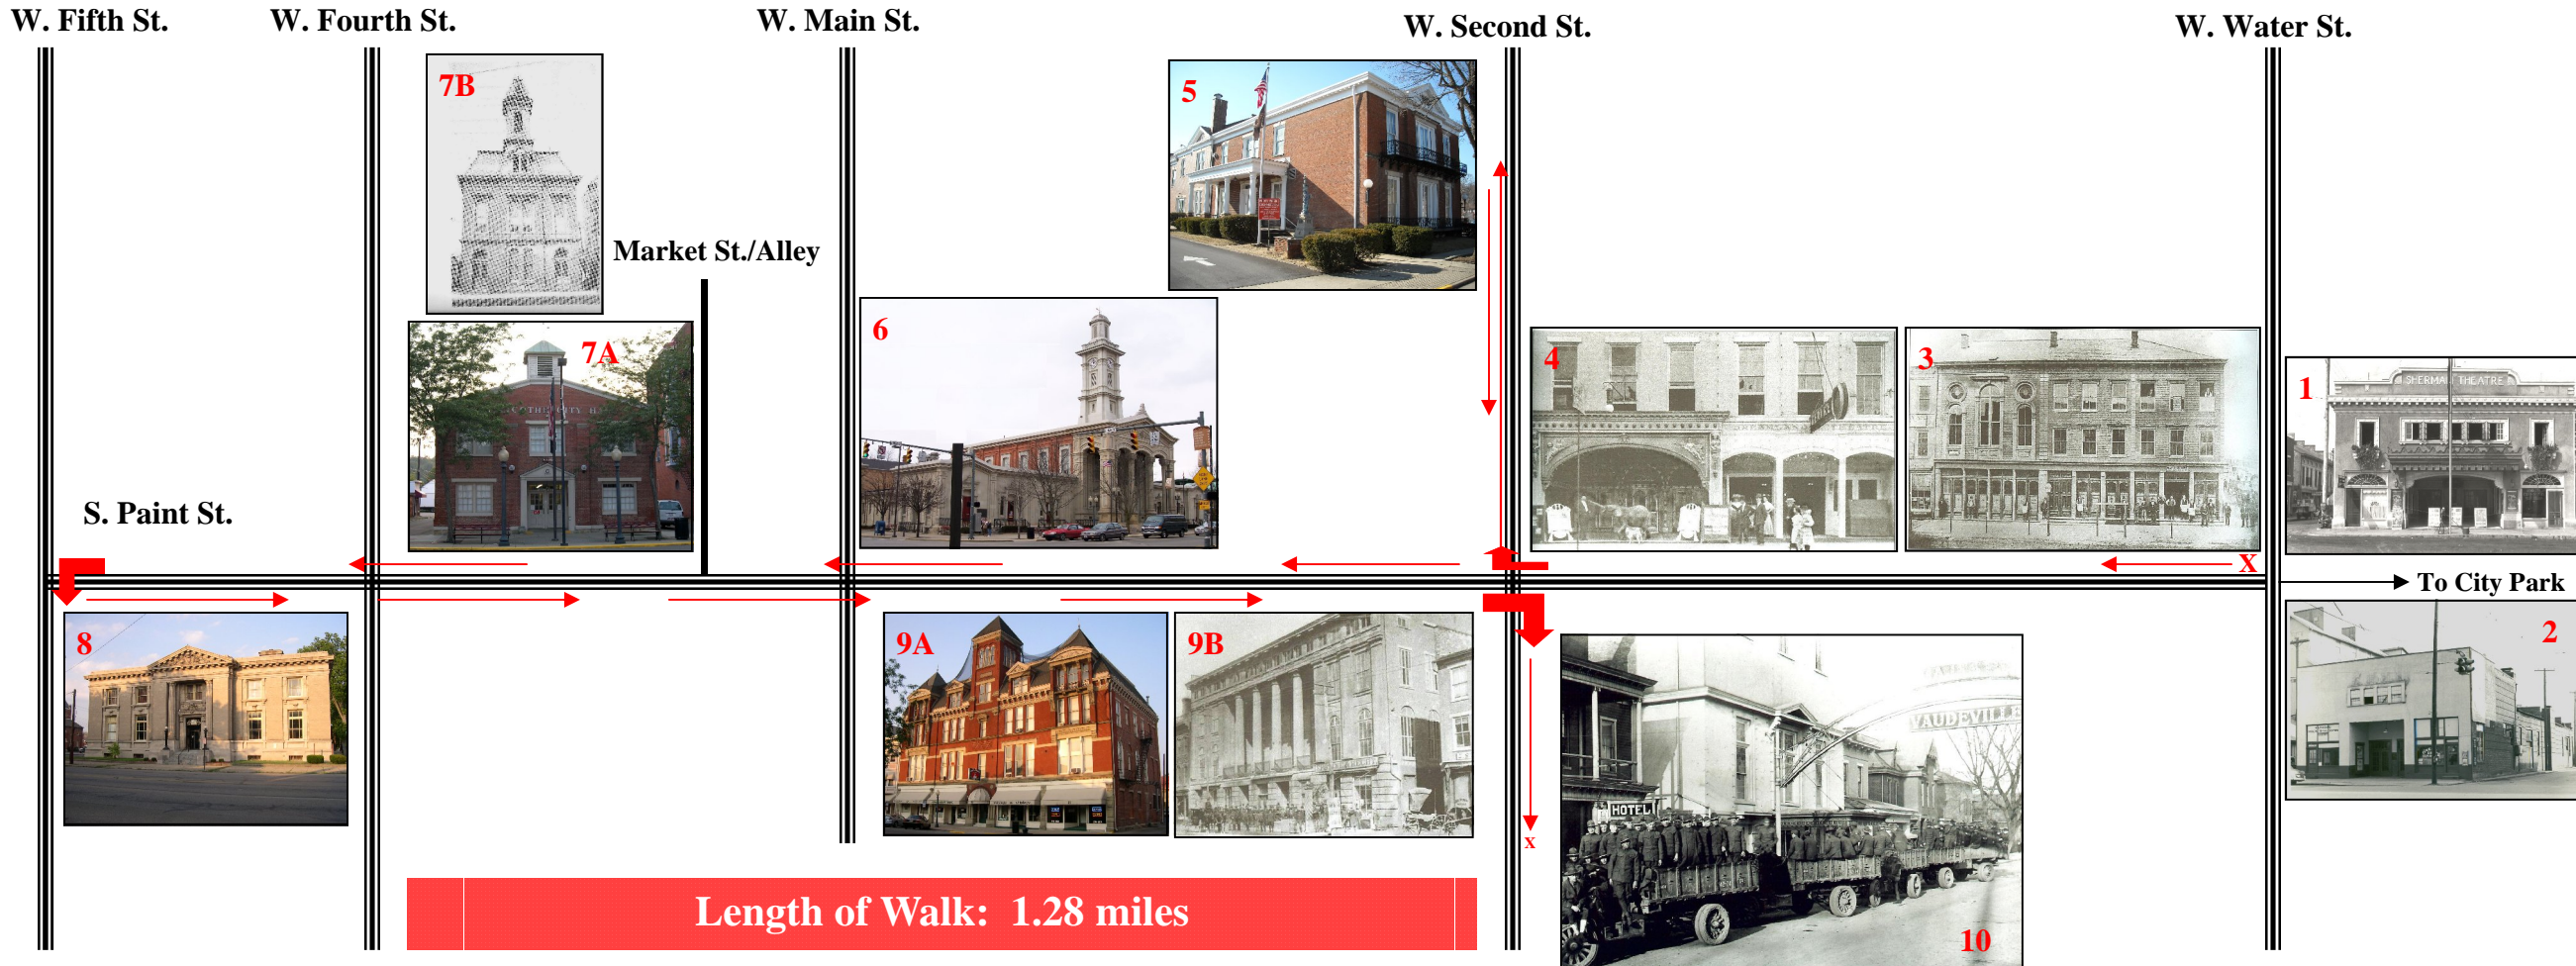 W. Fifth St.
W. Fourth St.
W. Main St.
W. Second St.
W. Water St.
7B
5
Market St./Alley
6
7A
4
3
1
SHERMAN THEATRE
S. Paint St.
X
To City Park
8
9A
9B
2
VAUDEVILLE
HOTEL
x
10
Length of Walk: 1.28 miles